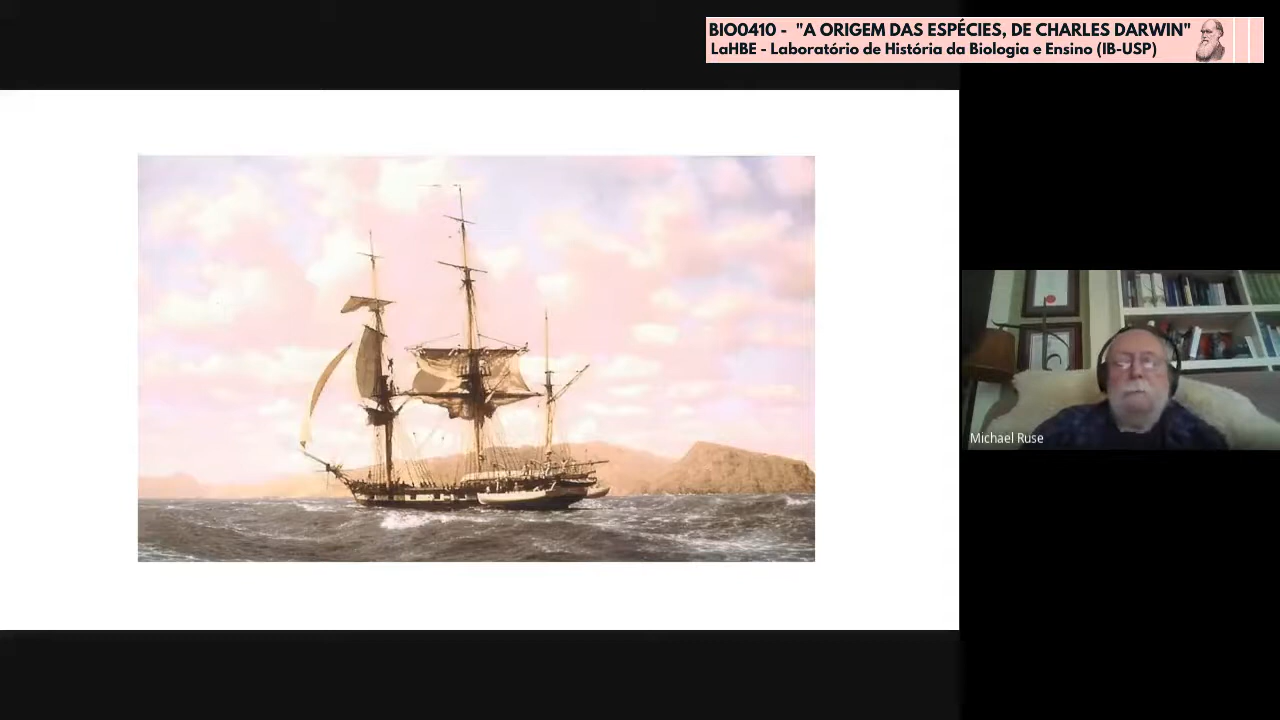 BIO0410 - "A ORIGEM DAS ESPÉCIES, DE CHARLES DARWIN"
LaHBE - Laboratório de História da Biologia e Ensino (IB-USP)
Michael Ruse